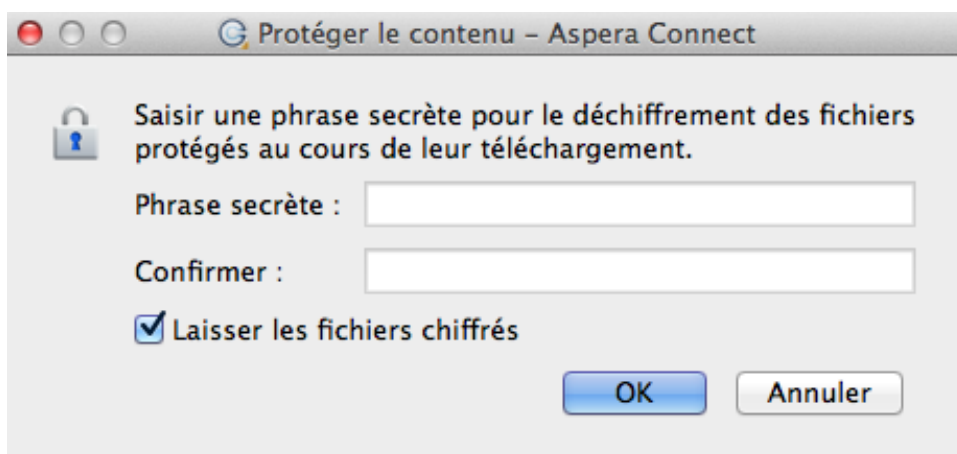 Protéger le contenu – Aspera Connect
Saisir une phrase secrète pour le déchiffrement des fichiers
protégés au cours de leur téléchargement.
Phrase secrète :
Confirmer :
Laisser les fichiers chiffrés
OK Annuler